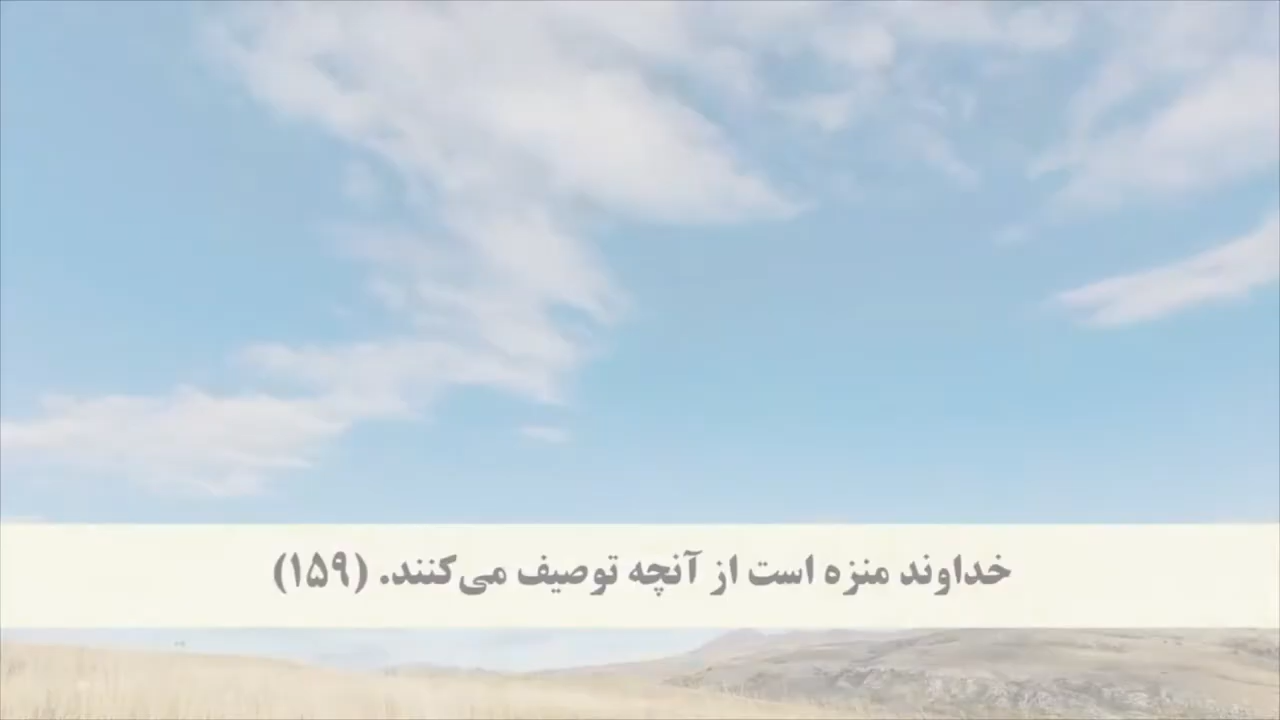 خداوند منزه است از آنچه توصیف می‌کنند. (۱۵۹)